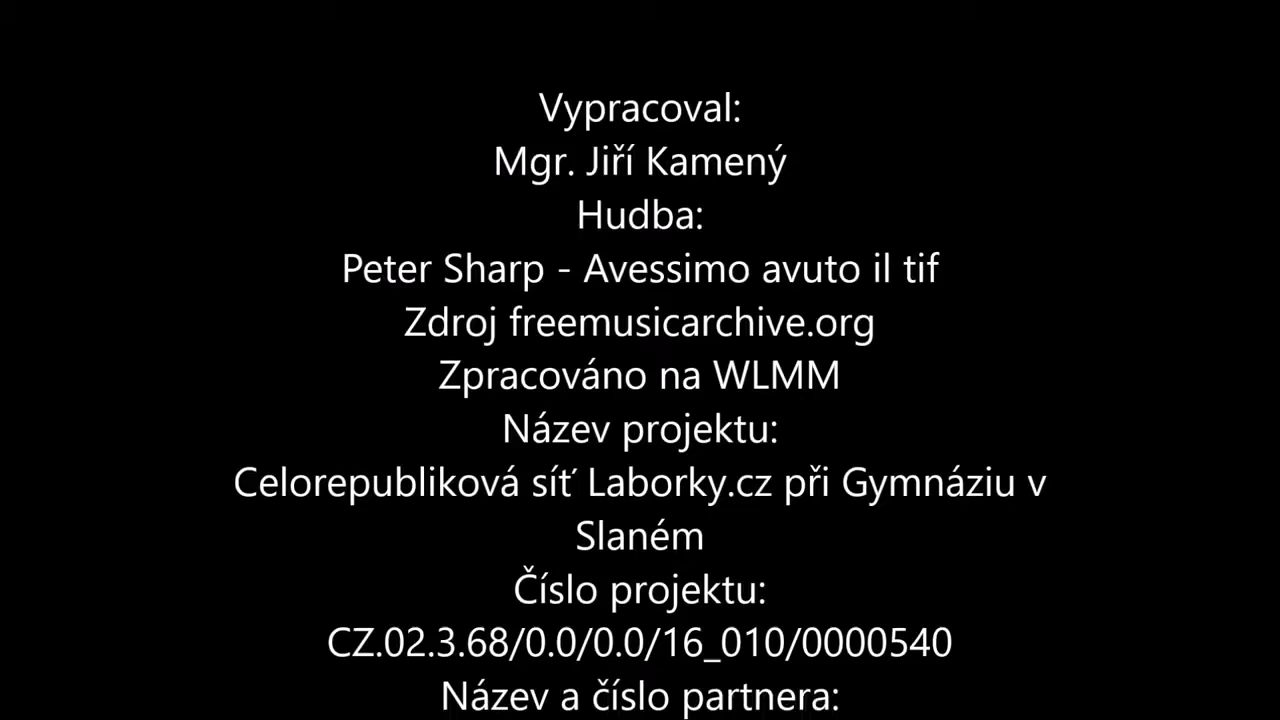 Vypracoval:
Mgr. Jiří Kamený
Hudba:
Peter Sharp - Avessimo avuto il tif
Zdroj freemusicarchive.org
Zpracováno na WLMM
Název projektu:
Celorepubliková síť Laborky.cz při Gymnáziu v
Slaném
Číslo projektu:
CZ.02.3.68/0.0/0.0/16_010/0000540
Název a číslo partnera: